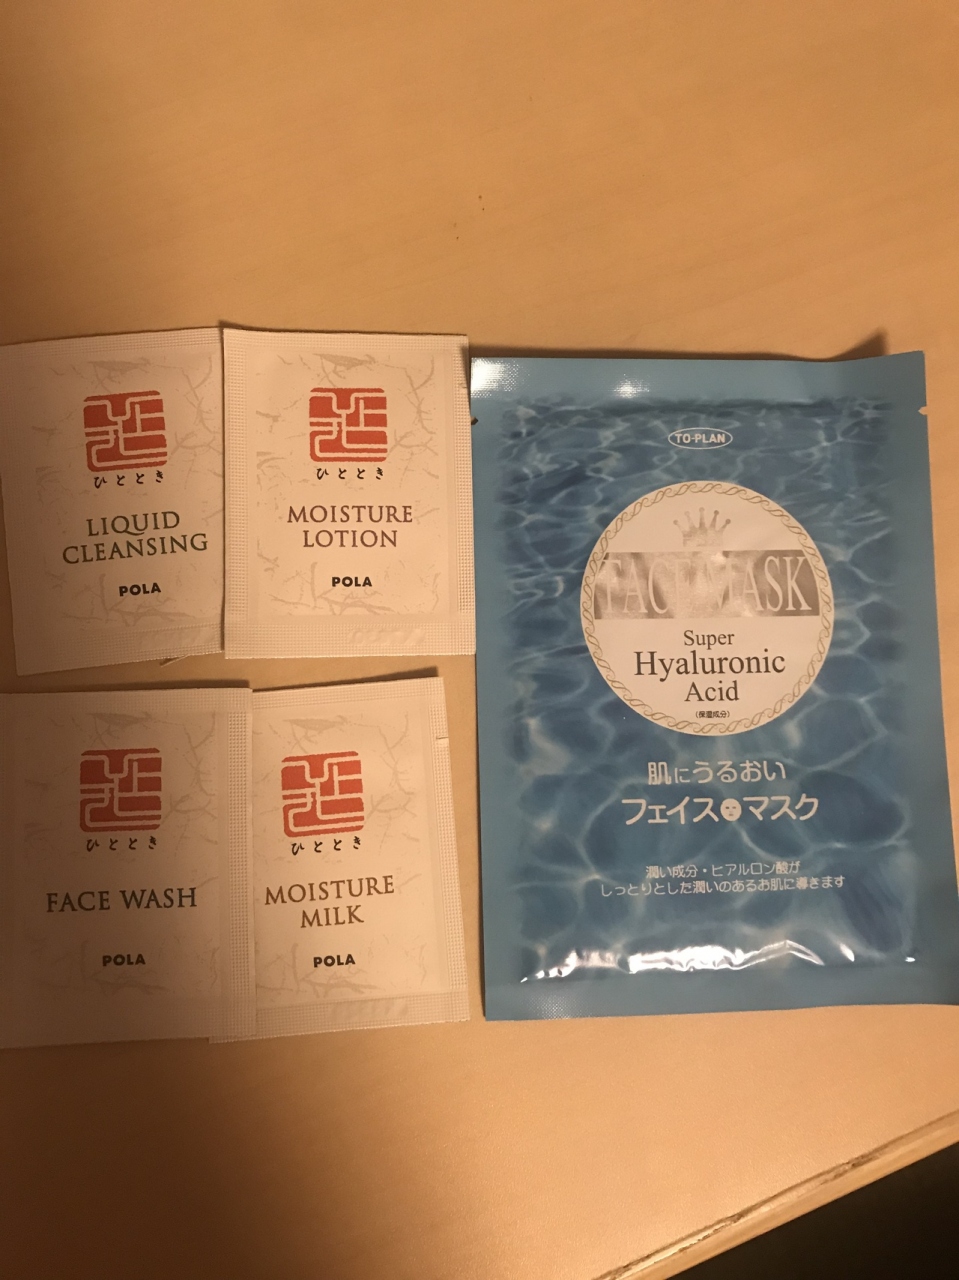 ひととき
LIQUID
CLEANSING
POLA
ひととき
MOISTURE
LOTION
POLA
ひととき
FACE WASH
POLA
ひととき
MOISTURE
MILK
POLA
TO-PLAN
FACE MASK
Super
Hyaluronic
Acid
(保湿成分)
肌にうるおい
フェイスマスク
潤い成分・ヒアルロン酸が
しっとりとした潤いのあるお肌に導きます